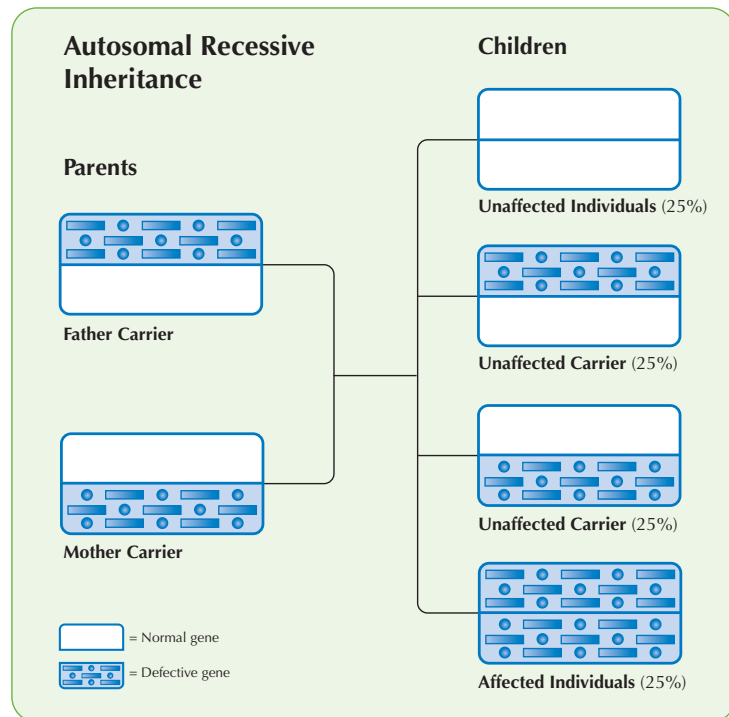 Autosomal Recessive
Inheritance
Parents
Father Carrier
Mother Carrier
= Normal gene
= Defective gene
Children
Unaffected Individuals (25%)
Unaffected Carrier (25%)
Unaffected Carrier (25%)
Affected Individuals (25%)